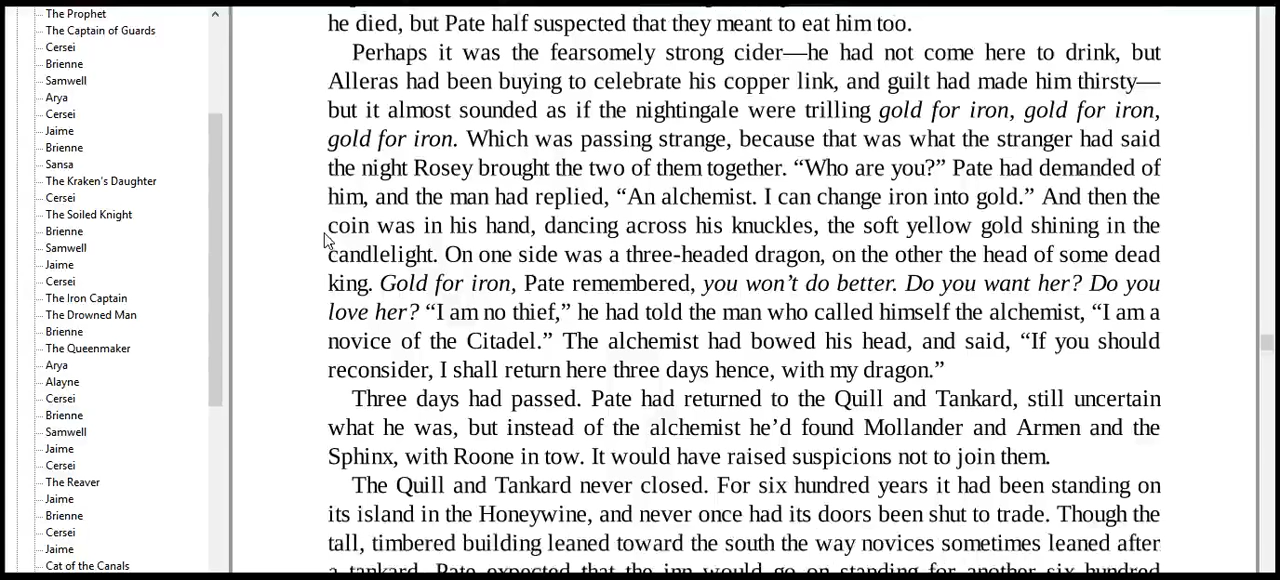 The Prophet
The Captain of Guards
Cersei
Brienne
Samwell
Arya
Cersei
Jaime
Brienne
Sansa
The Kraken's Daughter
Cersei
The Soiled Knight
Brienne
Samwell
Jaime
Cersei
The Iron Captain
The Drowned Man
Brienne
The Queenmaker
Arya
Alayne
Cersei
Brienne
Samwell
Jaime
Cersei
The Reaver
Jaime
Brienne
Cersei
Jaime
Cat of the Canals
he died, but Pate half suspected that they meant to eat him too.
Perhaps it was the fearsomely strong cider—he had not come here to drink, but
Alleras had been buying to celebrate his copper link, and guilt had made him thirsty—
but it almost sounded as if the nightingale were trilling gold for iron, gold for iron,
gold for iron. Which was passing strange, because that was what the stranger had said
the night Rosey brought the two of them together. “Who are you?” Pate had demanded of
him, and the man had replied, “An alchemist. I can change iron into gold.” And then the
coin was in his hand, dancing across his knuckles, the soft yellow gold shining in the
candlelight. On one side was a three-headed dragon, on the other the head of some dead
king. Gold for iron, Pate remembered, you won’t do better. Do you want her? Do you
love her? “I am no thief,” he had told the man who called himself the alchemist, “I am a
novice of the Citadel.” The alchemist had bowed his head, and said, “If you should
reconsider, I shall return here three days hence, with my dragon.”
Three days had passed. Pate had returned to the Quill and Tankard, still uncertain
what he was, but instead of the alchemist he’d found Mollander and Armen and the
Sphinx, with Roone in tow. It would have raised suspicions not to join them.
The Quill and Tankard never closed. For six hundred years it had been standing on
its island in the Honeywine, and never once had its doors been shut to trade. Though the
tall, timbered building leaned toward the south the way novices sometimes leaned after
a tankard, Pate expected that the inn would go on standing for another six hundred